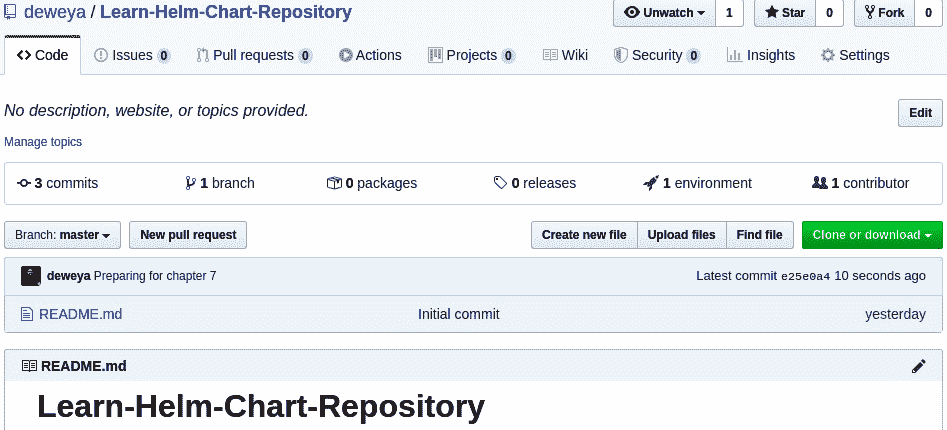 deweya / Learn-Helm-Chart-Repository Unwatch 1 Star 0 Fork 0
Code Issues 0 Pull requests 0 Actions Projects 0 Wiki Security 0 Insights Settings
No description, website, or topics provided. Edit
Manage topics
3 commits 1 branch 0 packages 0 releases 1 environment 1 contributor
Branch: master New pull request Create new file Upload files Find file Clone or download
deweya Preparing for chapter 7 Latest commit e25e0a4 10 seconds ago
README.md Initial commit yesterday
README.md
Learn-Helm-Chart-Repository